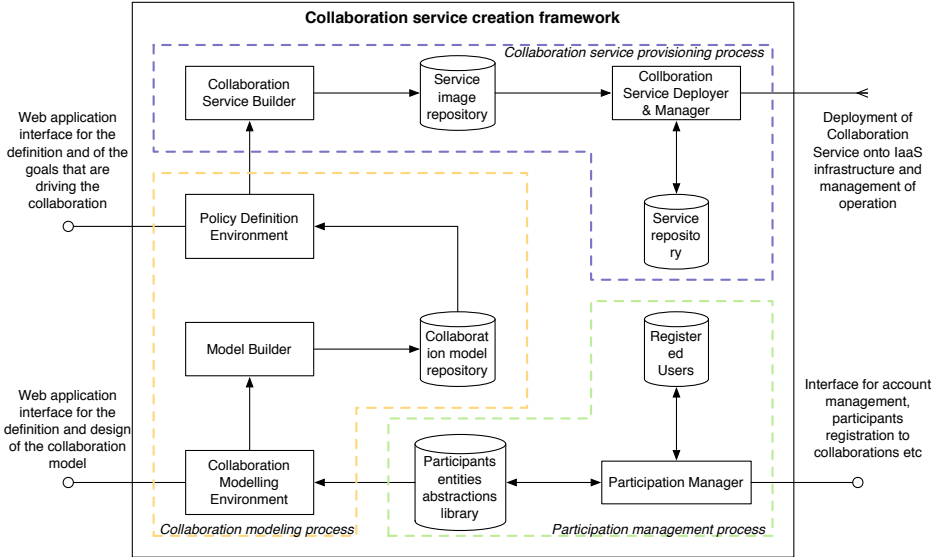 Collaboration service creation framework
Collaboration service provisioning process
Collaboration
Service Builder
Service
image
repository
Collboration
Service Deployer
& Manager
Web application
interface for the
definition and of the
goals that are
driving the
collaboration
Deployment of
Collaboration
Service onto IaaS
infrastructure and
management of
operation
Policy Definition
Environment
Service
reposito
ry
Model Builder
Collaborat
ion model
repository
Register
ed
Users
Web application
interface for the
definition and design
of the collaboration
model
Interface for account
management,
participants
registration to
collaborations etc
Collaboration
Modelling
Environment
Participants
entities
abstractions
library
Participation Manager
Collaboration modeling process
Participation management process